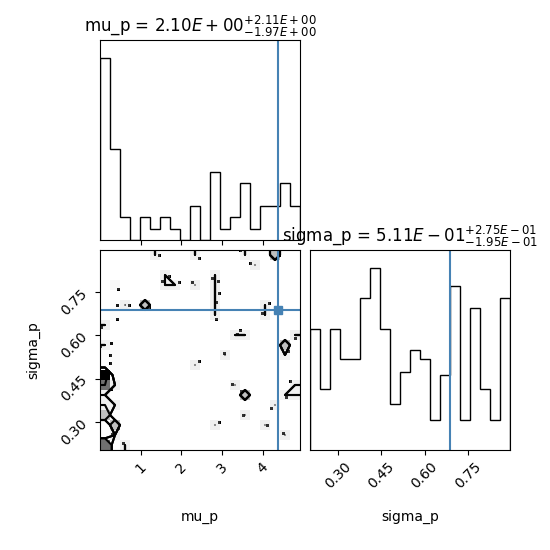 mu_p = 2.10E+00+2.11E+00−1.97E+00
sigma_p = 5.11E−01+2.75E−01−1.95E−01
sigma_p
0.75
0.60
0.45
0.30
1 2 3 4
0.30 0.45 0.60 0.75
mu_p
sigma_p